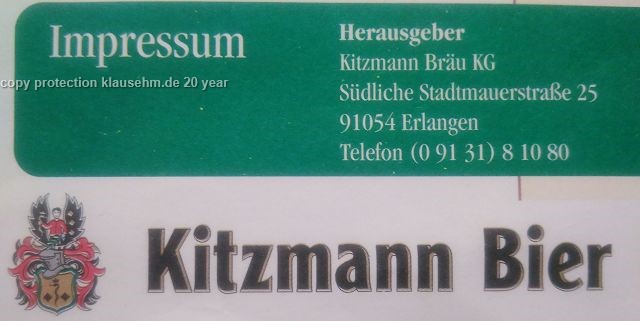 Impressum
Herausgeber
Kitzmann Bräu KG
Südliche Stadtmauerstraße 25
91054 Erlangen
Telefon (0 91 31) 8 10 80
copy protection klausehm.de 20 year
Kitzmann Bier